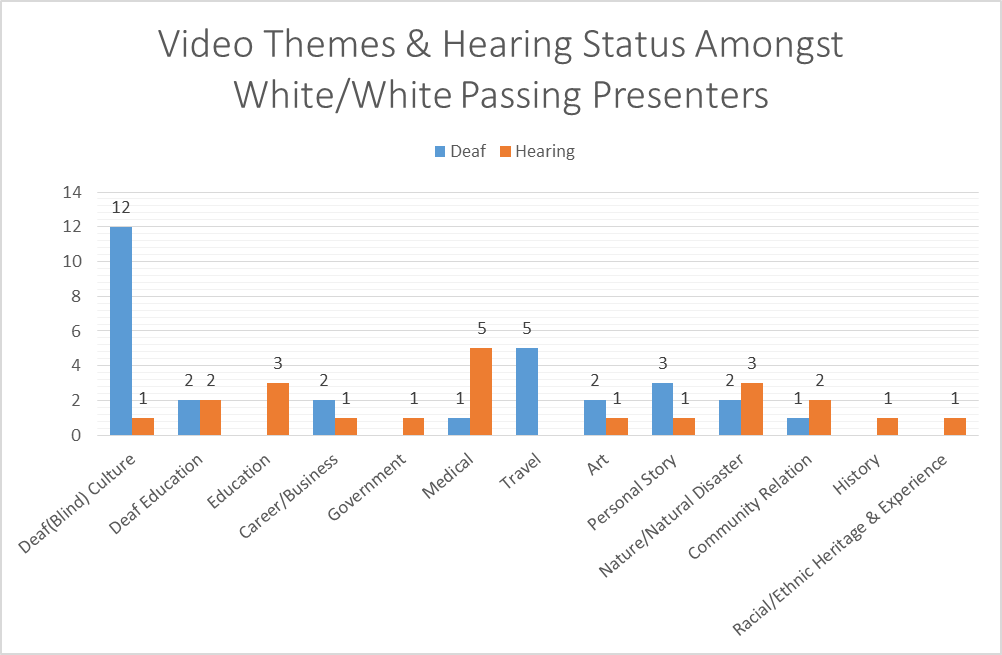 Video Themes & Hearing Status Amongst
White/White Passing Presenters
Deaf Hearing
14
12
10
8
6
4
2
0
12 1 2 2 3 2 1 1 1 5 5 2 1 3 1 2 3 1 2 1 1
Deaf(Blind) Culture
Deaf Education
Education
Career/Business
Government
Medical
Travel
Art
Personal Story
Nature/Natural Disaster
Community Relation
History
Racial/Ethnic Heritage & Experience